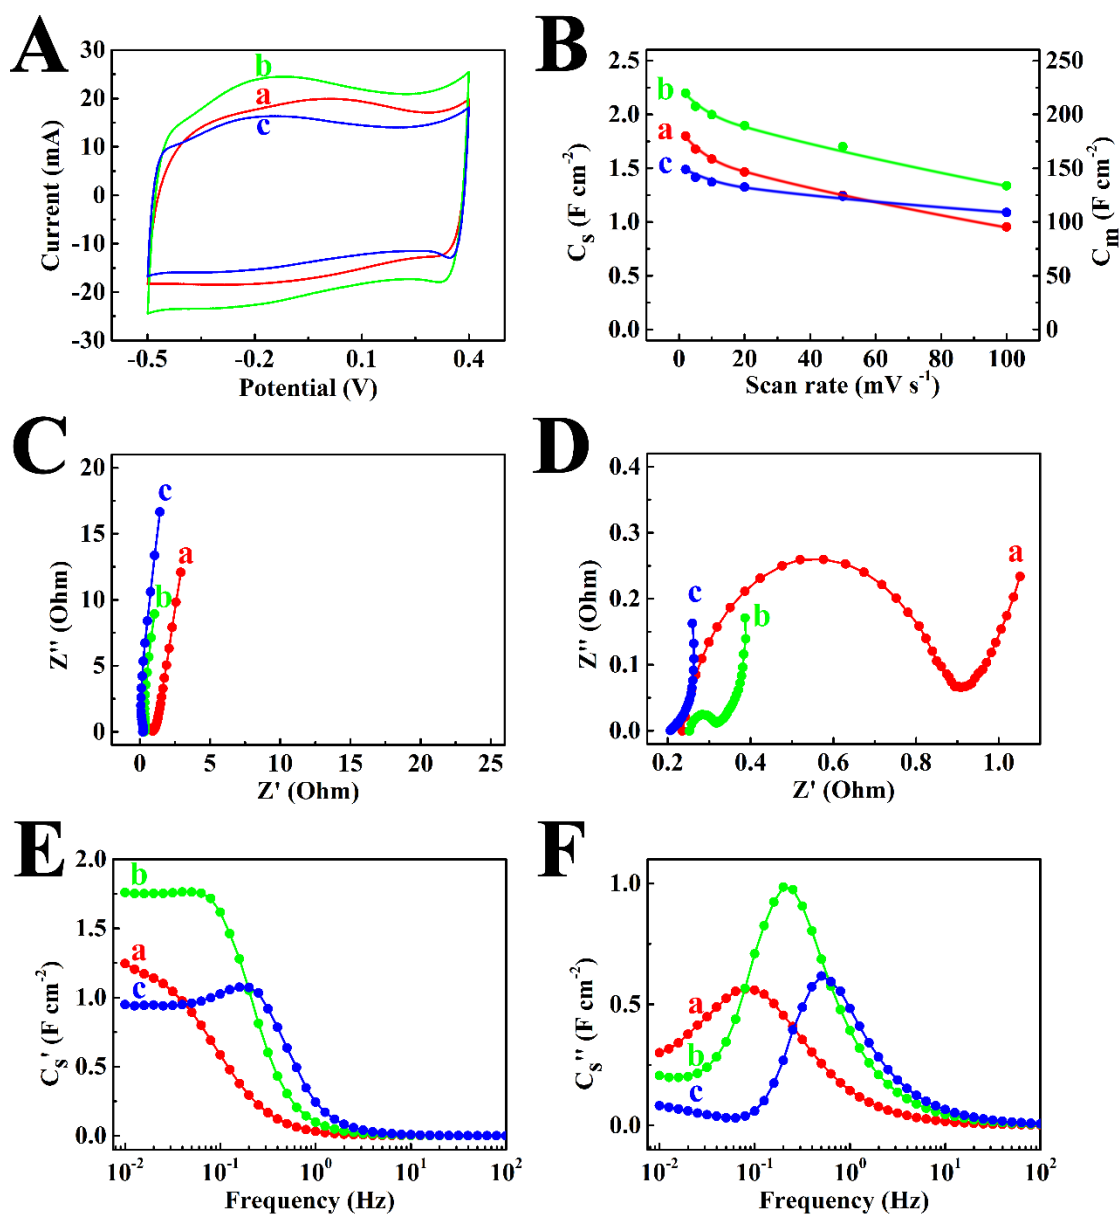 A
30
20
10
0
-10
-20
-30
Current (mA)
b
a
c
-0.5
-0.2
0.1
0.4
Potential (V)
B
2.5
2.0
1.5
1.0
0.5
0.0
Cₛ (F cm⁻²)
b
a
c
250
200
150
100
50
0
Cₘ (F cm⁻²)
0
20
40
60
80
100
Scan rate (mV s⁻¹)
C
20
15
10
5
0
Z'' (Ohm)
c
a
b
0
5
10
15
20
25
Z' (Ohm)
D
0.4
0.3
0.2
0.1
0.0
Z'' (Ohm)
a
c
b
0.2
0.4
0.6
0.8
1.0
Z' (Ohm)
E
2.0
1.5
1.0
0.5
0.0
Cₛ' (F cm⁻²)
b
a
c
10⁻²
10⁻¹
10⁰
10¹
10²
Frequency (Hz)
F
1.0
0.5
0.0
Cₛ'' (F cm⁻²)
a
b
c
10⁻²
10⁻¹
10⁰
10¹
10²
Frequency (Hz)